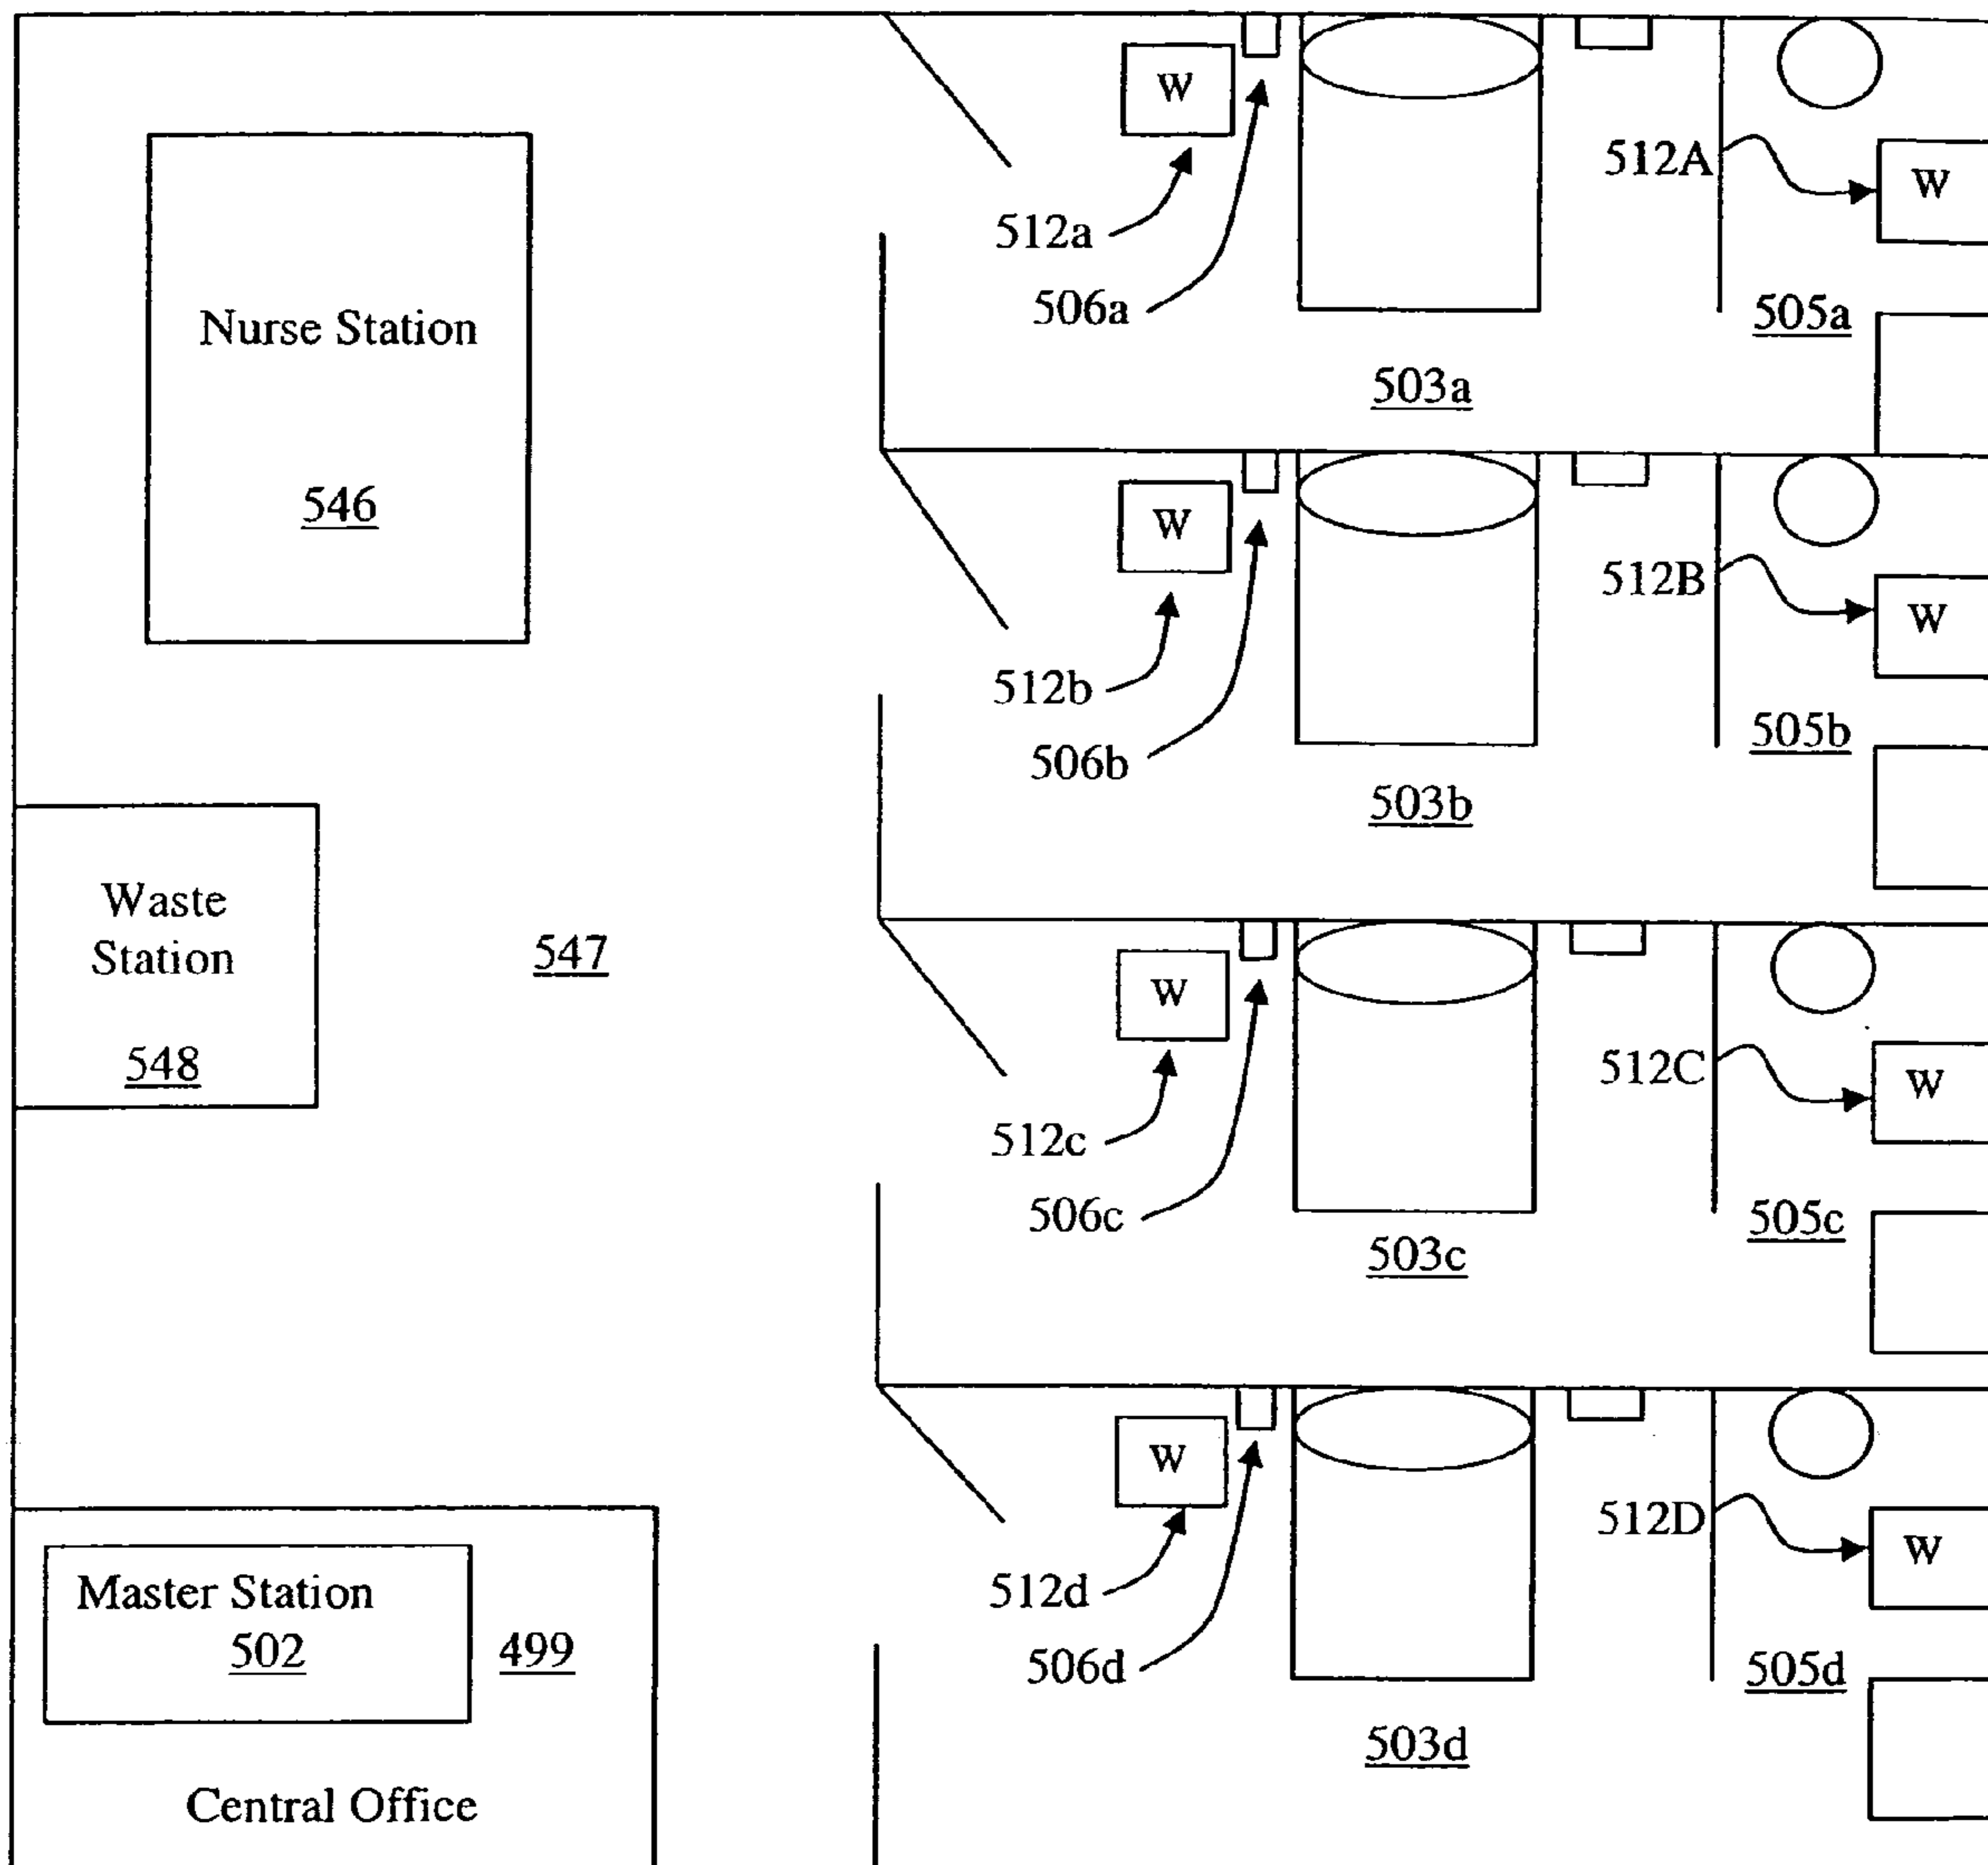 W
512A
W
512a
506a
505a
Nurse Station
503a
546
W
512B
W
512b
505b
506b
503b
Waste
Station
547
548
W
512C
W
512c
506c
505c
503c
W
512D
W
512d
Master Station
502
499
506d
505d
503d
Central Office